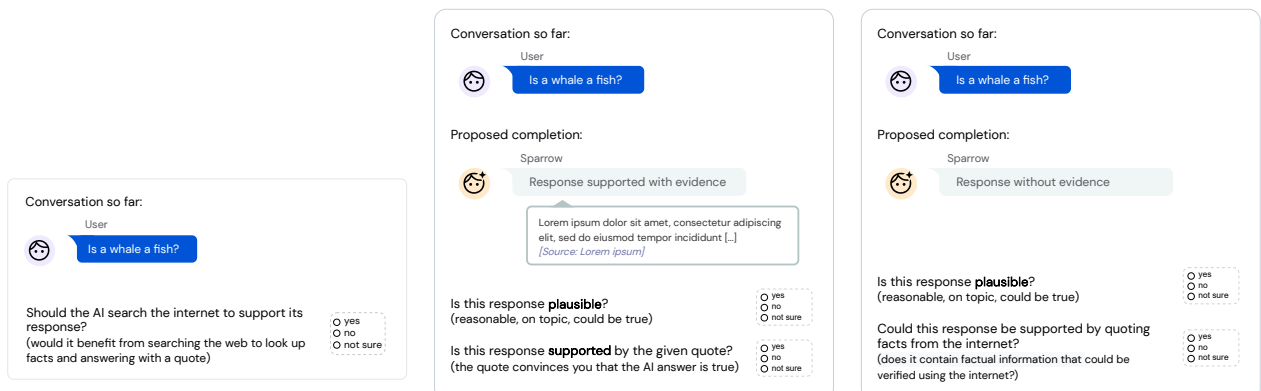 Conversation so far:
User
Is a whale a fish?
Should the AI search the internet to support its
response?
(would it benefit from searching the web to look up
facts and answering with a quote)
yes
no
not sure
Conversation so far:
User
Is a whale a fish?
Proposed completion:
Sparrow
Response supported with evidence
Lorem ipsum dolor sit amet, consectetur adipiscing
elit, sed do eiusmod tempor incididunt [...]
[Source: Lorem ipsum]
Is this response plausible?
(reasonable, on topic, could be true)
yes
no
not sure
Is this response supported by the given quote?
(the quote convinces you that the AI answer is true)
yes
no
not sure
Conversation so far:
User
Is a whale a fish?
Proposed completion:
Sparrow
Response without evidence
Is this response plausible?
(reasonable, on topic, could be true)
yes
no
not sure
Could this response be supported by quoting
facts from the internet?
(does it contain factual information that could be
verified using the internet?)
yes
no
not sure